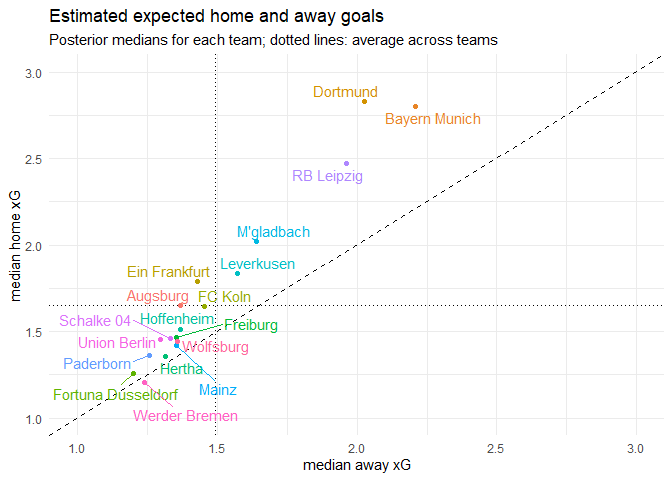 Estimated expected home and away goals
Posterior medians for each team; dotted lines: average across teams
3.0
Dortmund
Bayern Munich
2.5
RB Leipzig
M'gladbach
2.0
Leverkusen
Ein Frankfurt
Augsburg
FC Koln
Hoffenheim
Schalke 04
Freiburg
1.5
Union Berlin
Wolfsburg
Paderborn
Hertha
Mainz
Fortuna Dusseldorf
Werder Bremen
1.0
median home xG
1.0 1.5 2.0 2.5 3.0
median away xG